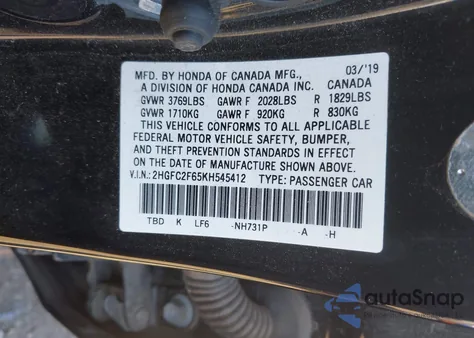 MFD. BY HONDA OF CANADA MFG., 03/'19
A DIVISION OF HONDA CANADA INC. CANADA
GVWR 3769LBS GAWR F 2028LBS R 1829LBS
GVWR 1710KG GAWR F 920KG R 830KG
THIS VEHICLE CONFORMS TO ALL APPLICABLE
FEDERAL MOTOR VEHICLE SAFETY, BUMPER,
AND THEFT PREVENTION STANDARDS IN EFFECT
ON THE DATE OF MANUFACTURE SHOWN ABOVE.
V.I.N.: 2HGFC2F65KH545412 TYPE: PASSENGER CAR
TBD K LF6 -NH731P -A -H
autoSnap